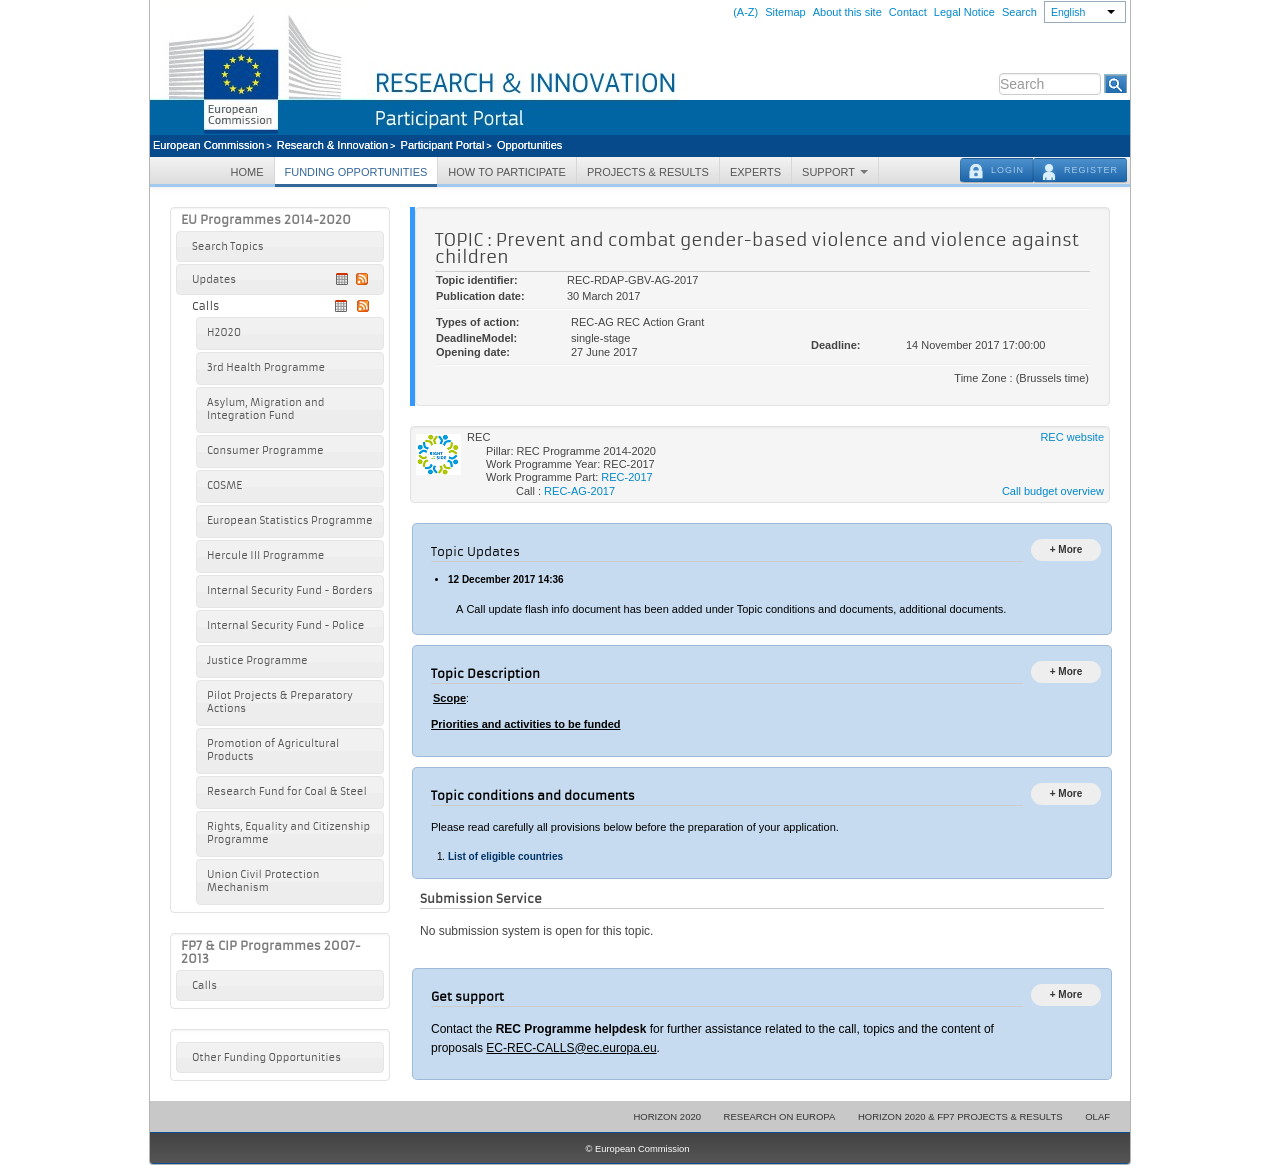 (A-Z) Sitemap About this site Contact Legal Notice Search English
European
Commission
RESEARCH & INNOVATION
Search
Participant Portal
European Commission > Research & Innovation > Participant Portal > Opportunities
HOME FUNDING OPPORTUNITIES HOW TO PARTICIPATE PROJECTS & RESULTS EXPERTS SUPPORT LOGIN REGISTER
EU Programmes 2014-2020
Search Topics
Updates
Calls
H2020
3rd Health Programme
Asylum, Migration and
Integration Fund
Consumer Programme
COSME
European Statistics Programme
Hercule III Programme
Internal Security Fund - Borders
Internal Security Fund - Police
Justice Programme
Pilot Projects & Preparatory
Actions
Promotion of Agricultural
Products
Research Fund for Coal & Steel
Rights, Equality and Citizenship
Programme
Union Civil Protection
Mechanism
FP7 & CIP Programmes 2007-
2013
Calls
Other Funding Opportunities
TOPIC : Prevent and combat gender-based violence and violence against
children
Topic identifier: REC-RDAP-GBV-AG-2017
Publication date: 30 March 2017
Types of action: REC-AG REC Action Grant
DeadlineModel: single-stage
Opening date: 27 June 2017
Deadline: 14 November 2017 17:00:00
Time Zone : (Brussels time)
RIGHT
SIDE
REC REC website
Pillar: REC Programme 2014-2020
Work Programme Year: REC-2017
Work Programme Part: REC-2017
Call : REC-AG-2017 Call budget overview
Topic Updates + More
• 12 December 2017 14:36
A Call update flash info document has been added under Topic conditions and documents, additional documents.
Topic Description + More
Scope:
Priorities and activities to be funded
Topic conditions and documents + More
Please read carefully all provisions below before the preparation of your application.
1. List of eligible countries
Submission Service
No submission system is open for this topic.
Get support + More
Contact the REC Programme helpdesk for further assistance related to the call, topics and the content of
proposals EC-REC-CALLS@ec.europa.eu.
HORIZON 2020 RESEARCH ON EUROPA HORIZON 2020 & FP7 PROJECTS & RESULTS OLAF
© European Commission